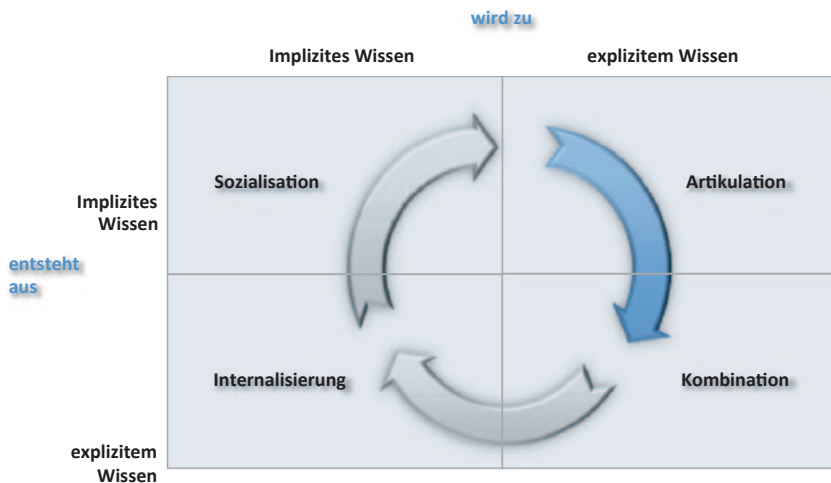 wird zu
Implizites Wissen
explizitem Wissen
Sozialisation
Artikulation
Implizites
Wissen
entsteht
aus
Internalisierung
Kombination
explizitem
Wissen